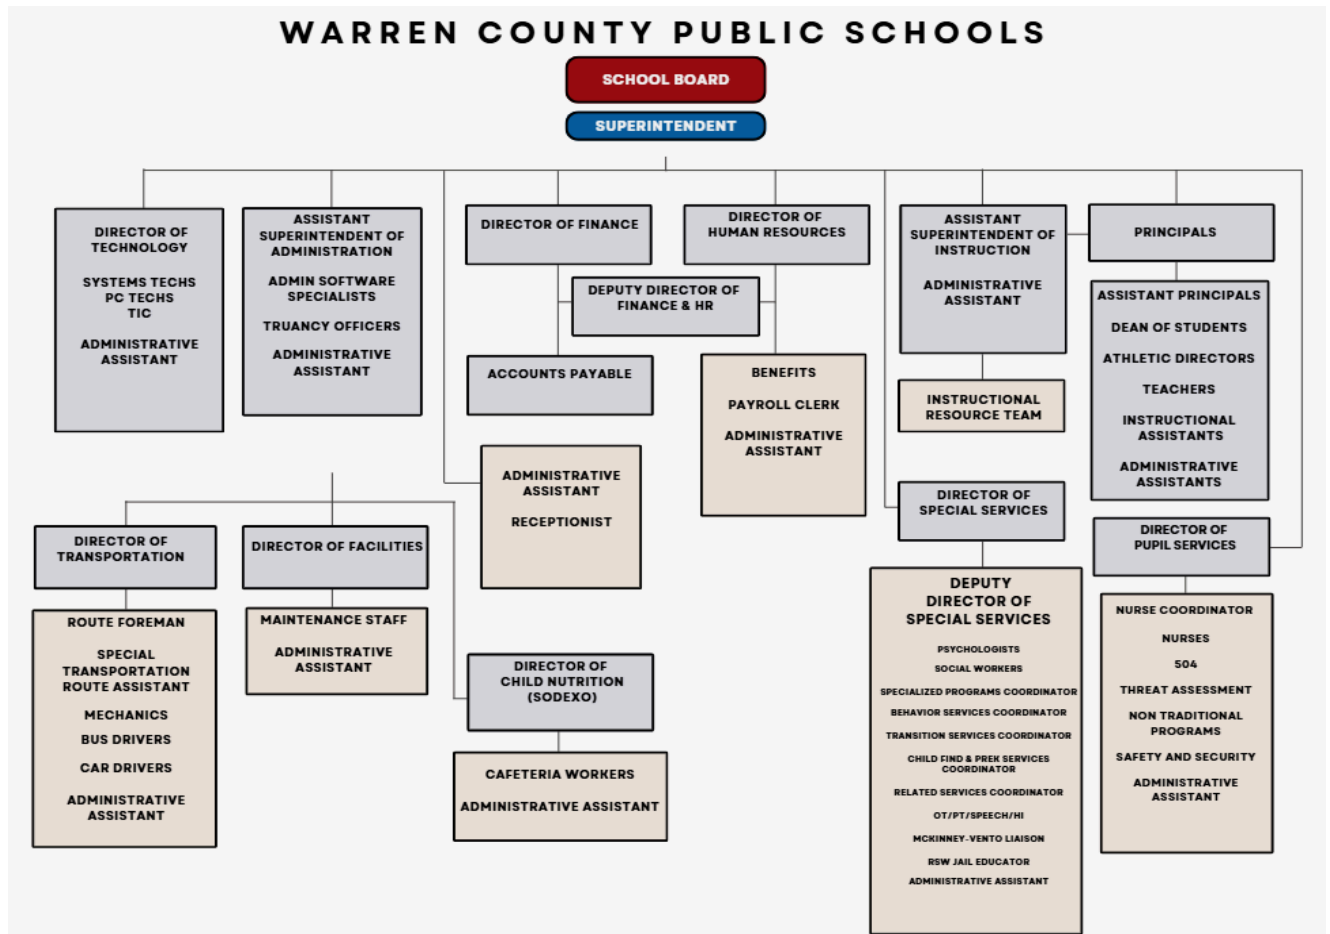 WARREN COUNTY PUBLIC SCHOOLS
SCHOOL BOARD
SUPERINTENDENT
DIRECTOR OF
TECHNOLOGY
SYSTEMS TECHS
PC TECHS
TIC
ADMINISTRATIVE
ASSISTANT
ASSISTANT
SUPERINTENDENT OF
ADMINISTRATION
ADMIN SOFTWARE
SPECIALISTS
TRUANCY OFFICERS
ADMINISTRATIVE
ASSISTANT
DIRECTOR OF FINANCE
DIRECTOR OF
HUMAN RESOURCES
DEPUTY DIRECTOR OF
FINANCE & HR
ACCOUNTS PAYABLE
BENEFITS
PAYROLL CLERK
ADMINISTRATIVE
ASSISTANT
ADMINISTRATIVE
ASSISTANT
RECEPTIONIST
ASSISTANT
SUPERINTENDENT OF
INSTRUCTION
ADMINISTRATIVE
ASSISTANT
INSTRUCTIONAL
RESOURCE TEAM
PRINCIPALS
ASSISTANT PRINCIPALS
DEAN OF STUDENTS
ATHLETIC DIRECTORS
TEACHERS
INSTRUCTIONAL
ASSISTANTS
ADMINISTRATIVE
ASSISTANTS
DIRECTOR OF
TRANSPORTATION
ROUTE FOREMAN
SPECIAL
TRANSPORTATION
ROUTE ASSISTANT
MECHANICS
BUS DRIVERS
CAR DRIVERS
ADMINISTRATIVE
ASSISTANT
DIRECTOR OF FACILITIES
MAINTENANCE STAFF
ADMINISTRATIVE
ASSISTANT
DIRECTOR OF
CHILD NUTRITION
(SODEXO)
CAFETERIA WORKERS
ADMINISTRATIVE ASSISTANT
DIRECTOR OF
SPECIAL SERVICES
DEPUTY
DIRECTOR OF
SPECIAL SERVICES
PSYCHOLOGISTS
SOCIAL WORKERS
SPECIALIZED PROGRAMS COORDINATOR
BEHAVIOR SERVICES COORDINATOR
TRANSITION SERVICES COORDINATOR
CHILD FIND & PREK SERVICES
COORDINATOR
RELATED SERVICES COORDINATOR
OT/PT/SPEECH/HI
MCKINNEY-VENTO LIAISON
RSW JAIL EDUCATOR
ADMINISTRATIVE ASSISTANT
DIRECTOR OF
PUPIL SERVICES
NURSE COORDINATOR
NURSES
504
THREAT ASSESSMENT
NON TRADITIONAL
PROGRAMS
SAFETY AND SECURITY
ADMINISTRATIVE
ASSISTANT